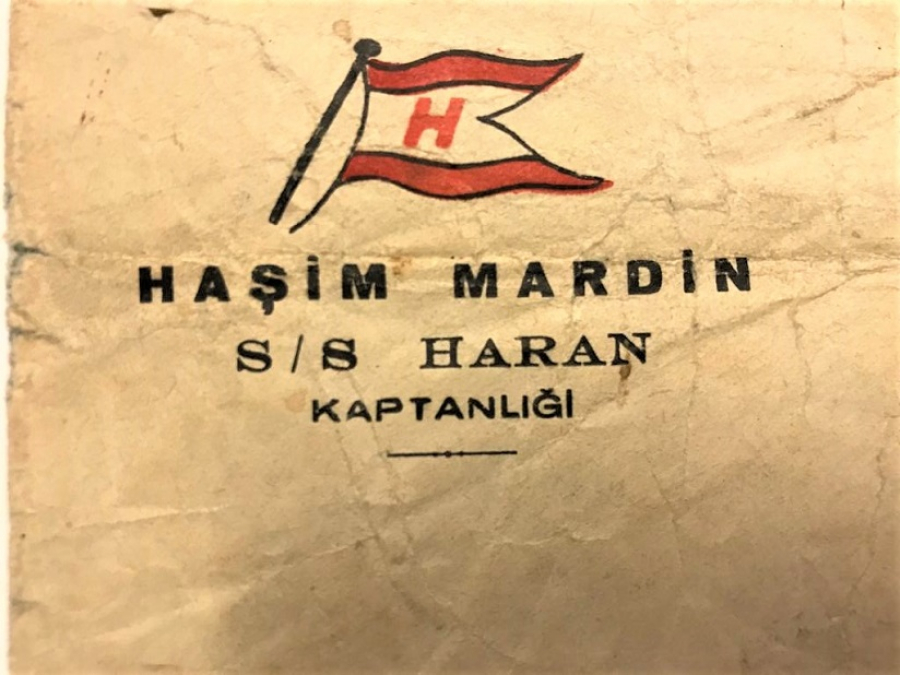 H
HAŞİM MARDİN
S/S HARAN
KAPTANLIĞI